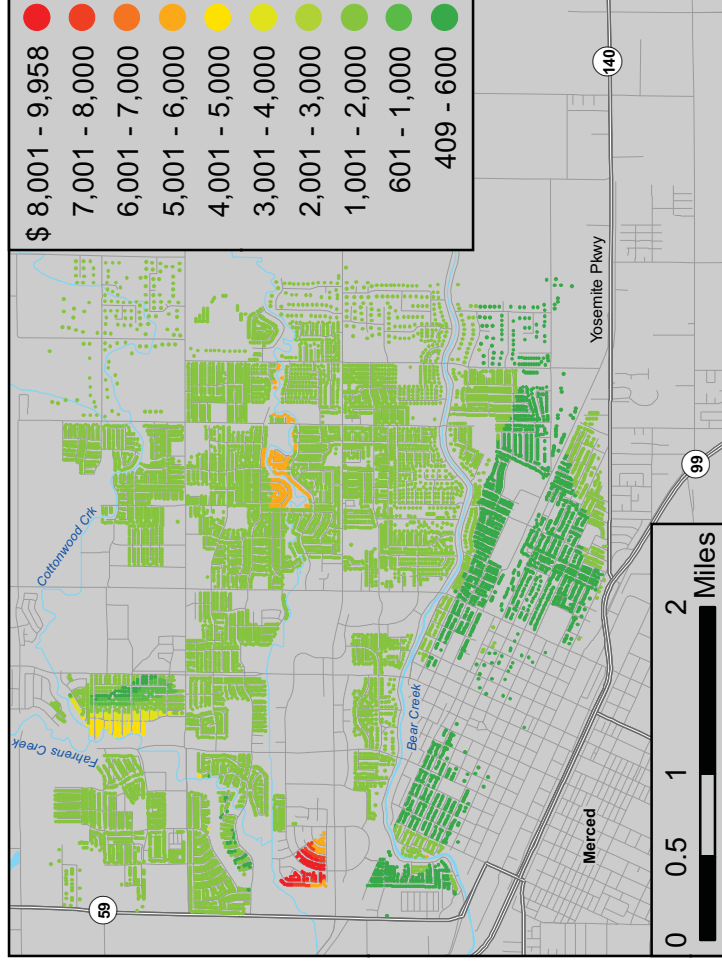 $ 8,001 - 9,958
7,001 - 8,000
6,001 - 7,000
5,001 - 6,000
4,001 - 5,000
3,001 - 4,000
2,001 - 3,000
1,001 - 2,000
601 - 1,000
409 - 600
140
Yosemite Pkwy
99
Cottonwood Crk
Fahrens Creek
Bear Creek
59
Merced
0 0.5 1 2
Miles